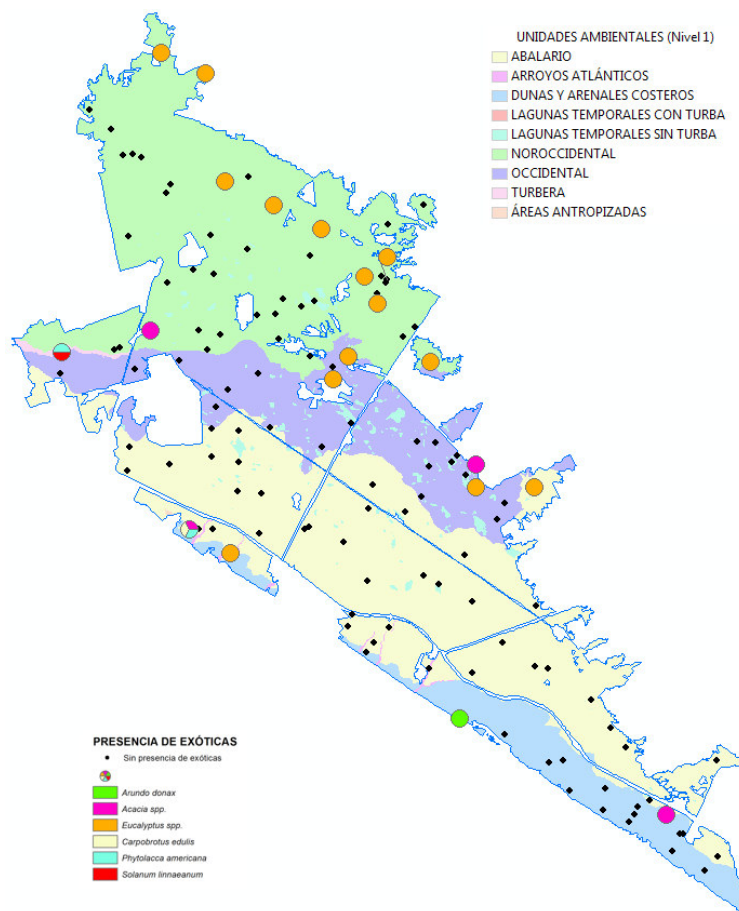 UNIDADES AMBIENTALES (Nivel 1)
ABALARIO
ARROYOS ATLÁNTICOS
DUNAS Y ARENALES COSTEROS
LAGUNAS TEMPORALES CON TURBA
LAGUNAS TEMPORALES SIN TURBA
NOROCCIDENTAL
OCCIDENTAL
TURBERA
ÁREAS ANTROPIZADAS
PRESENCIA DE EXÓTICAS
Sin presencia de exóticas
Arundo donax
Acacia spp.
Eucalyptus spp.
Carpobrotus edulis
Phytolacca americana
Solanum linnaeanum